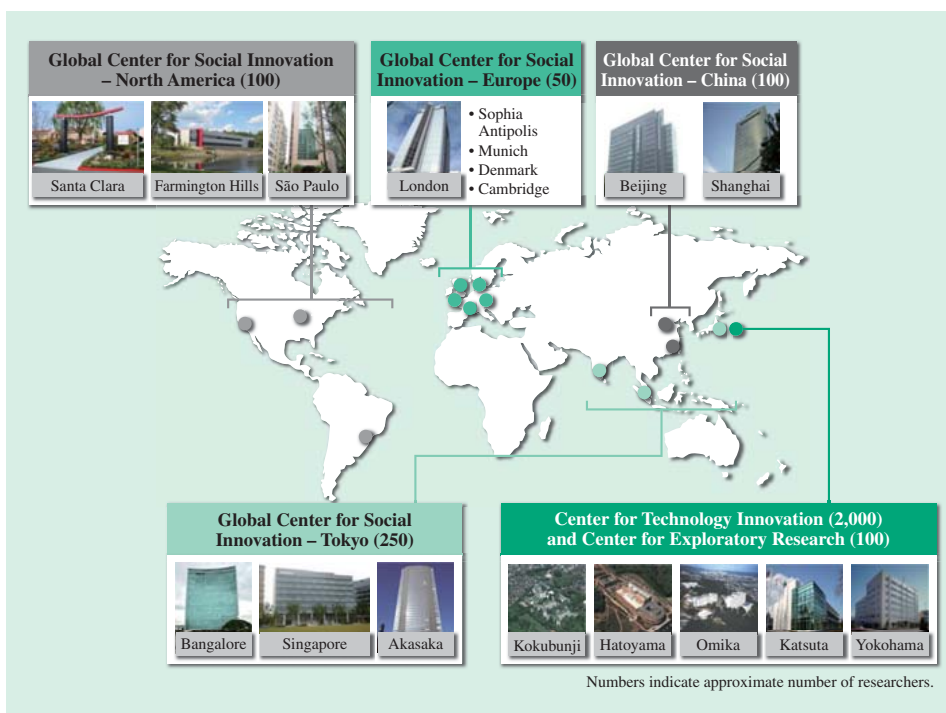 Global Center for Social Innovation
– North America (100)
Santa Clara
Farmington Hills
São Paulo
Global Center for Social
Innovation – Europe (50)
London
• Sophia
Antipolis
• Munich
• Denmark
• Cambridge
Global Center for Social
Innovation – China (100)
Beijing
Shanghai
Global Center for Social
Innovation – Tokyo (250)
Bangalore
Singapore
Akasaka
Center for Technology Innovation (2,000)
and Center for Exploratory Research (100)
Kokubunji
Hatoyama
Omika
Katsuta
Yokohama
Numbers indicate approximate number of researchers.